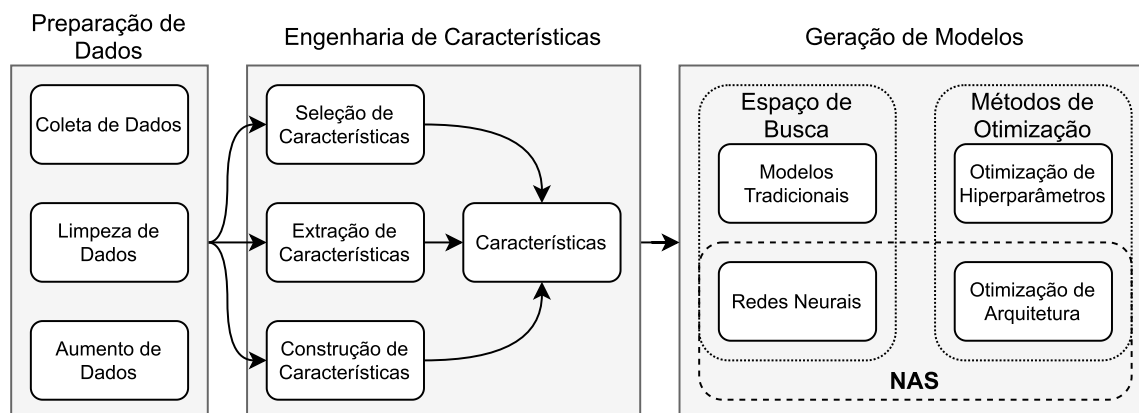 Preparação de
Dados
Coleta de Dados
Limpeza de
Dados
Aumento de
Dados
Engenharia de Características
Seleção de
Características
Extração de
Características
Construção de
Características
Características
Geração de Modelos
Espaço de
Busca
Modelos
Tradicionais
Redes Neurais
Métodos de
Otimização
Otimização de
Hiperparâmetros
Otimização de
Arquitetura
NAS